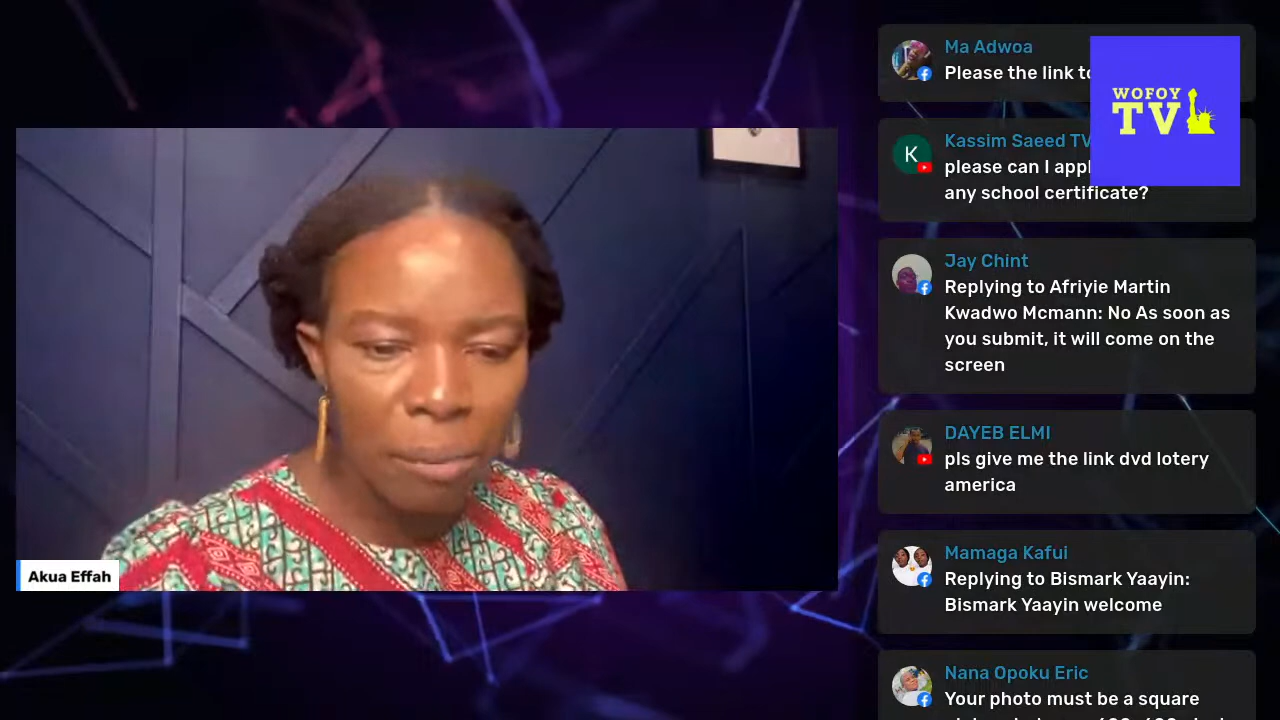 Ma Adwoa
Please the link
WOFOY
TV
Kassim Saeed TV
please can I
any school certificate?
Jay Chint
Replying to Afriyie Martin
Kwadwo Mcmann: No As soon as
you submit, it will come on the
screen
DAYEB ELMI
pls give me the link dvd lotery
america
Mamaga Kafui
Replying to Bismark Yaayin:
Bismark Yaayin welcome
Nana Opoku Eric
Your photo must be a square
Akua Effah
K